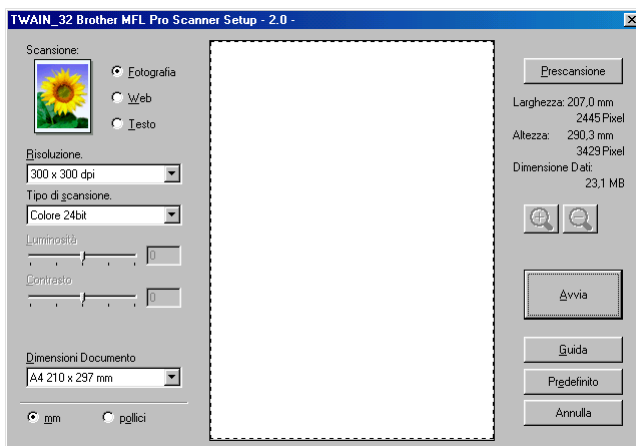 TWAIN_32 Brother MFL Pro Scanner Setup - 2.0 -
Scansione:
Fotografia
Web
Testo
Risoluzione.
300 x 300 dpi
Tipo di scansione.
Colore 24bit
Luminosità
0
Contrasto
0
Dimensioni Documento
A4 210 x 297 mm
mm
pollici
Prescansione
Larghezza: 207,0 mm
2445 Pixel
Altezza: 290,3 mm
3429 Pixel
Dimensione Dati:
23,1 MB
Avvia
Guida
Predefinito
Annulla